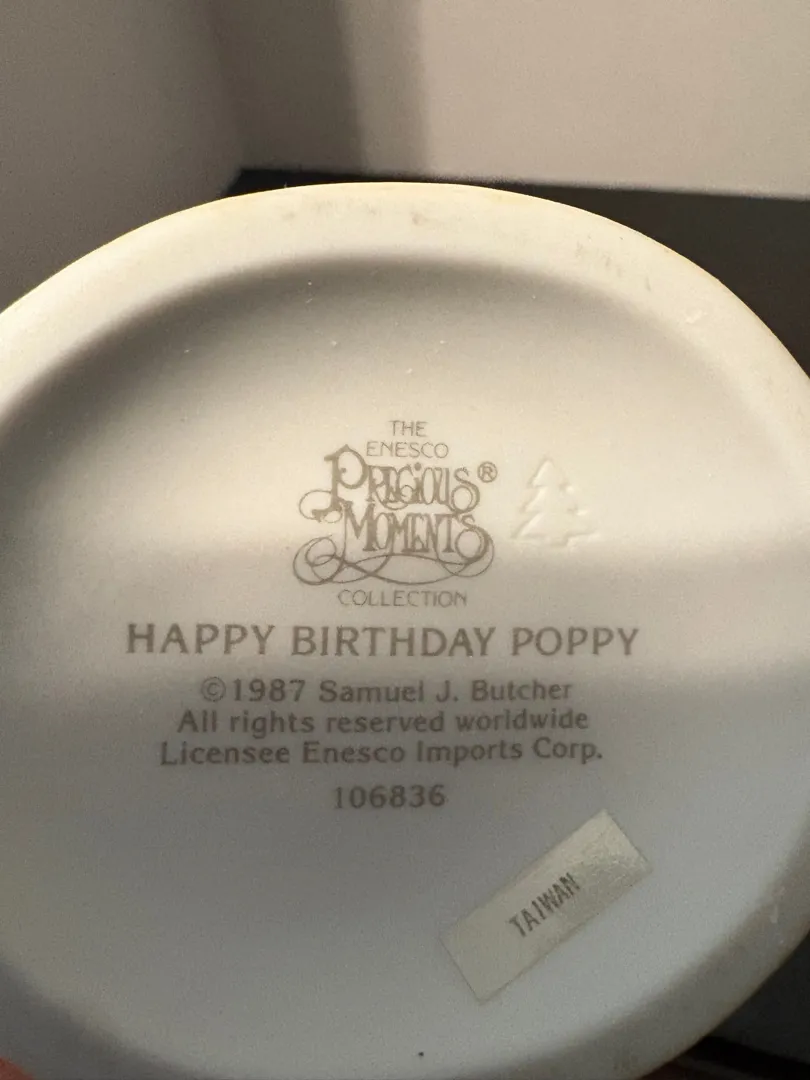 THE
ENESCO
PRECIOUS®
MOMENTS
COLLECTION
HAPPY BIRTHDAY POPPY
©1987 Samuel J. Butcher
All rights reserved worldwide
Licensee Enesco Imports Corp.
106836
TAIWAN